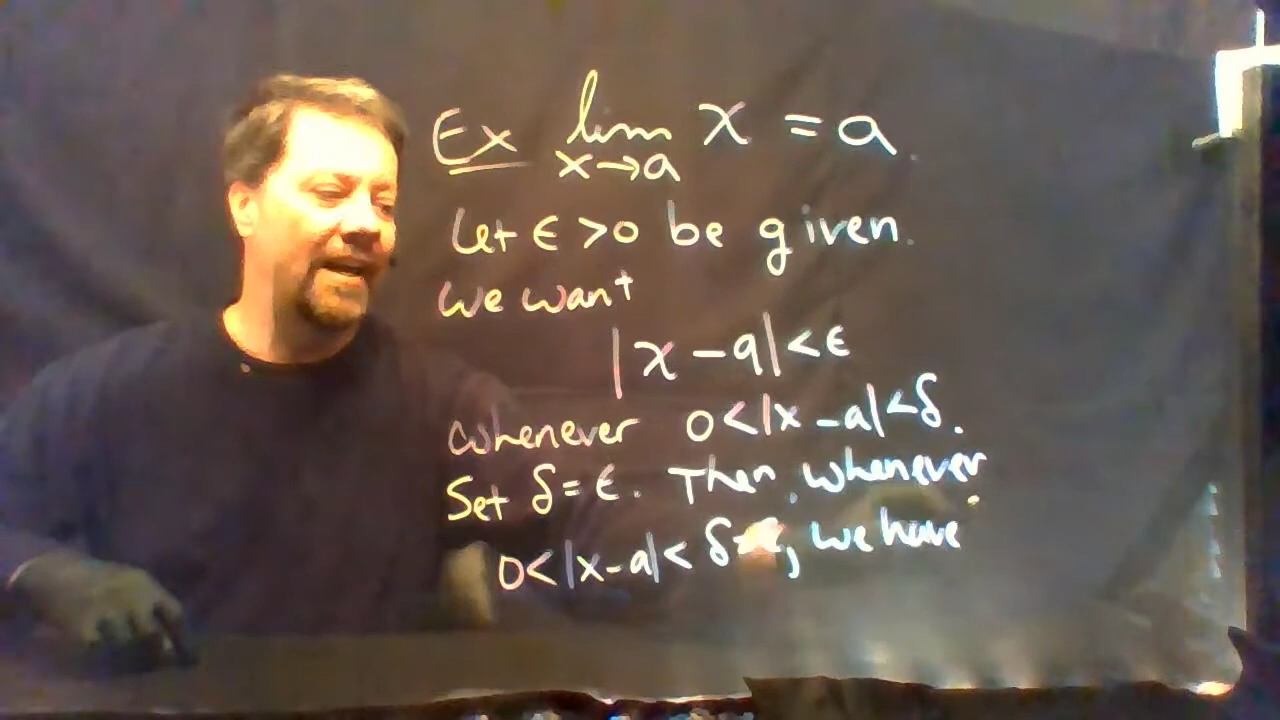 Ex lim x = a.
x→a
Let ϵ > 0 be given.
We want
|x - a| < ϵ
whenever 0 < |x - a| < δ.
Set δ = ϵ. Then, whenever
0 < |x - a| < δ, we have